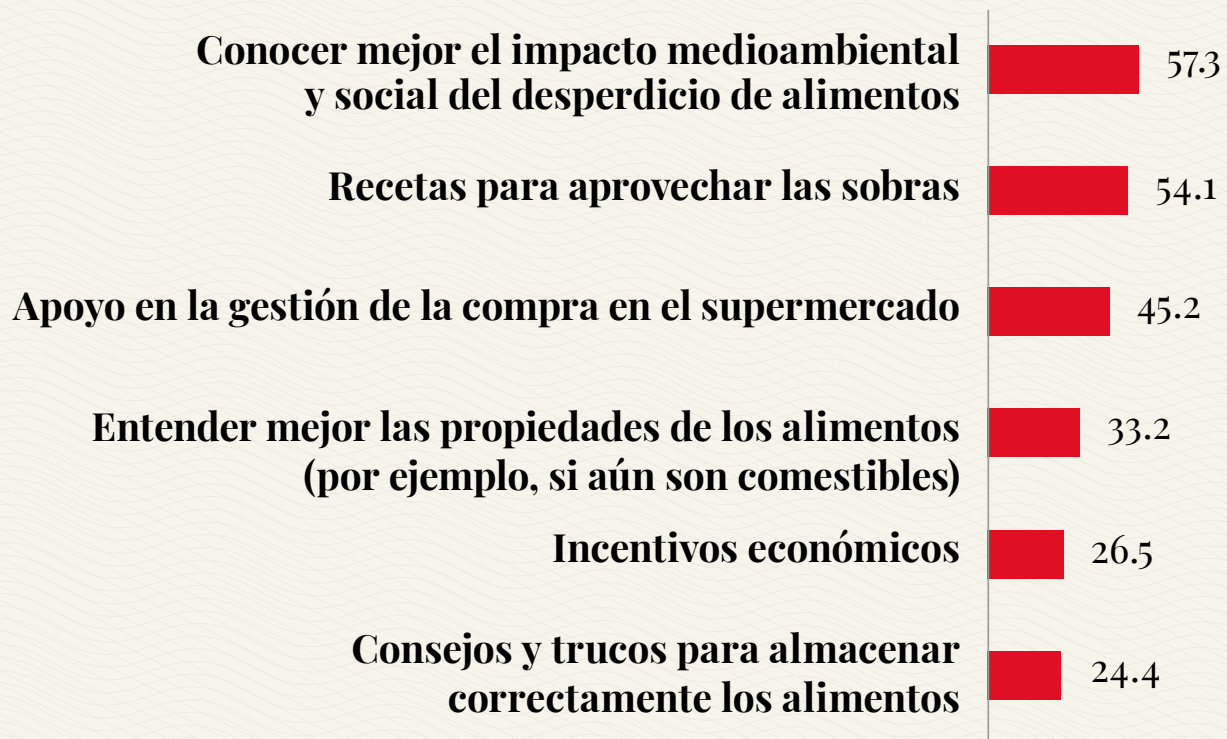 Conocer mejor el impacto medioambiental
y social del desperdicio de alimentos
57.3
Recetas para aprovechar las sobras
54.1
Apoyo en la gestión de la compra en el supermercado
45.2
Entender mejor las propiedades de los alimentos
(por ejemplo, si aún son comestibles)
33.2
Incentivos económicos
26.5
Consejos y trucos para almacenar
correctamente los alimentos
24.4